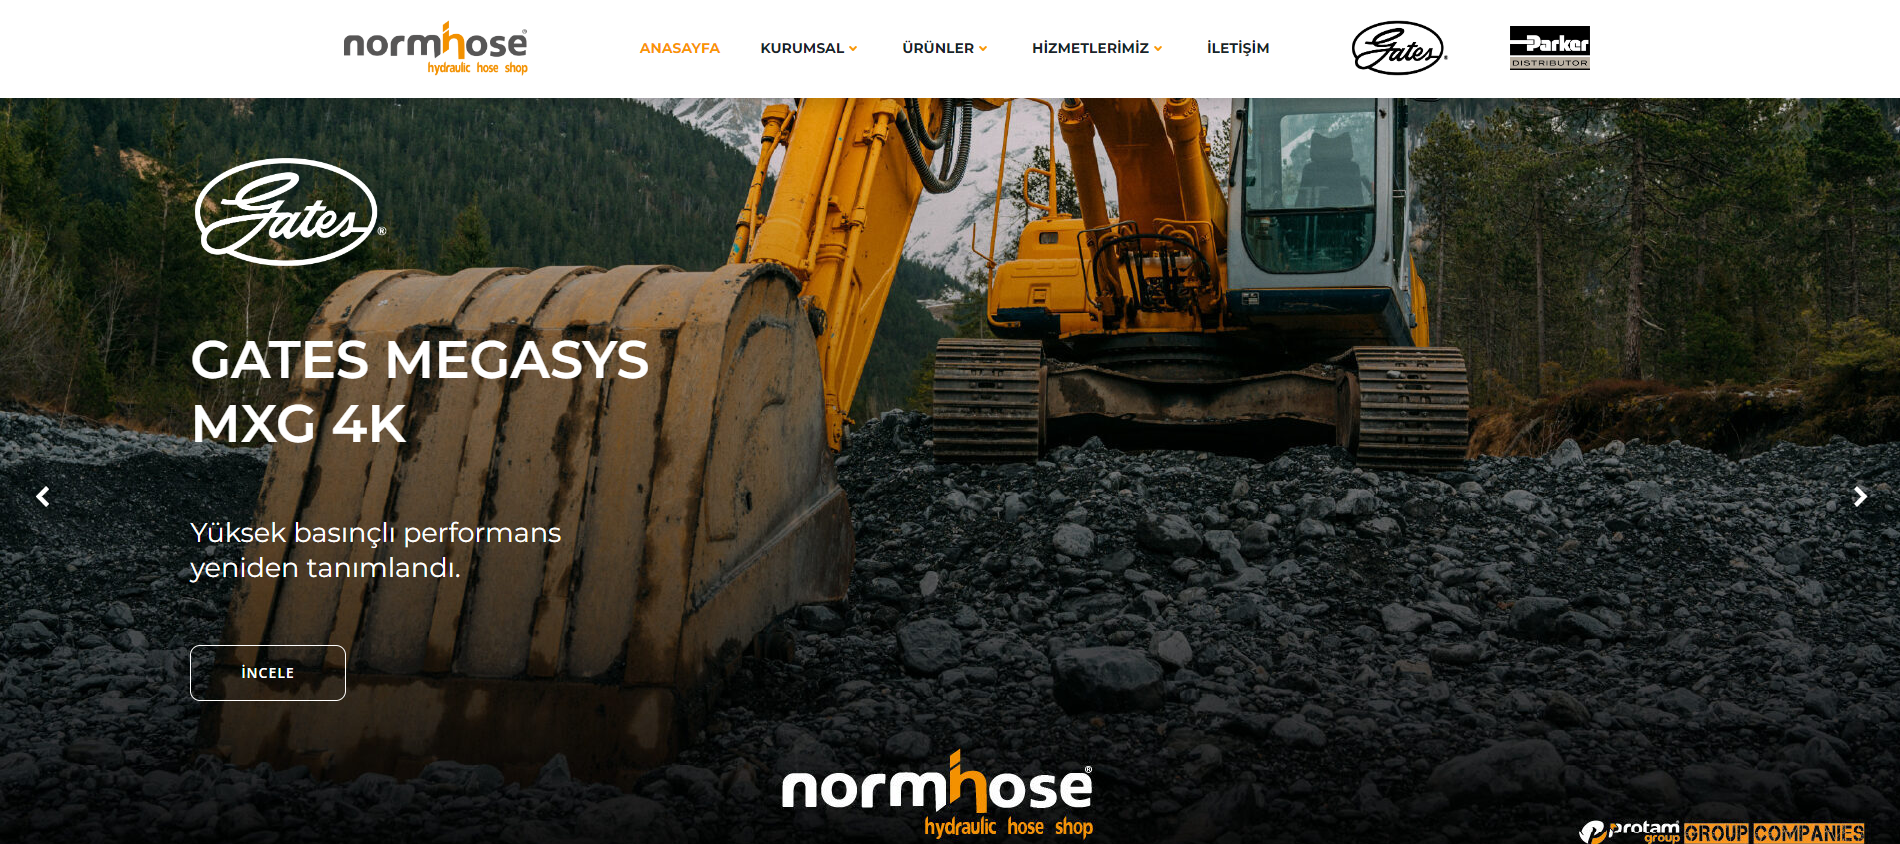 normhose®
hydraulic hose shop
ANASAYFA
KURUMSAL
ÜRÜNLER
HİZMETLERİMİZ
İLETİŞİM
Gates®
Parker
DISTRIBUTOR
Gates®
GATES MEGASYS
MXG 4K
Yüksek basınçlı performans
yeniden tanımlandı.
İNCELE
normhose®
hydraulic hose shop
protam
group
GROUP COMPANIES